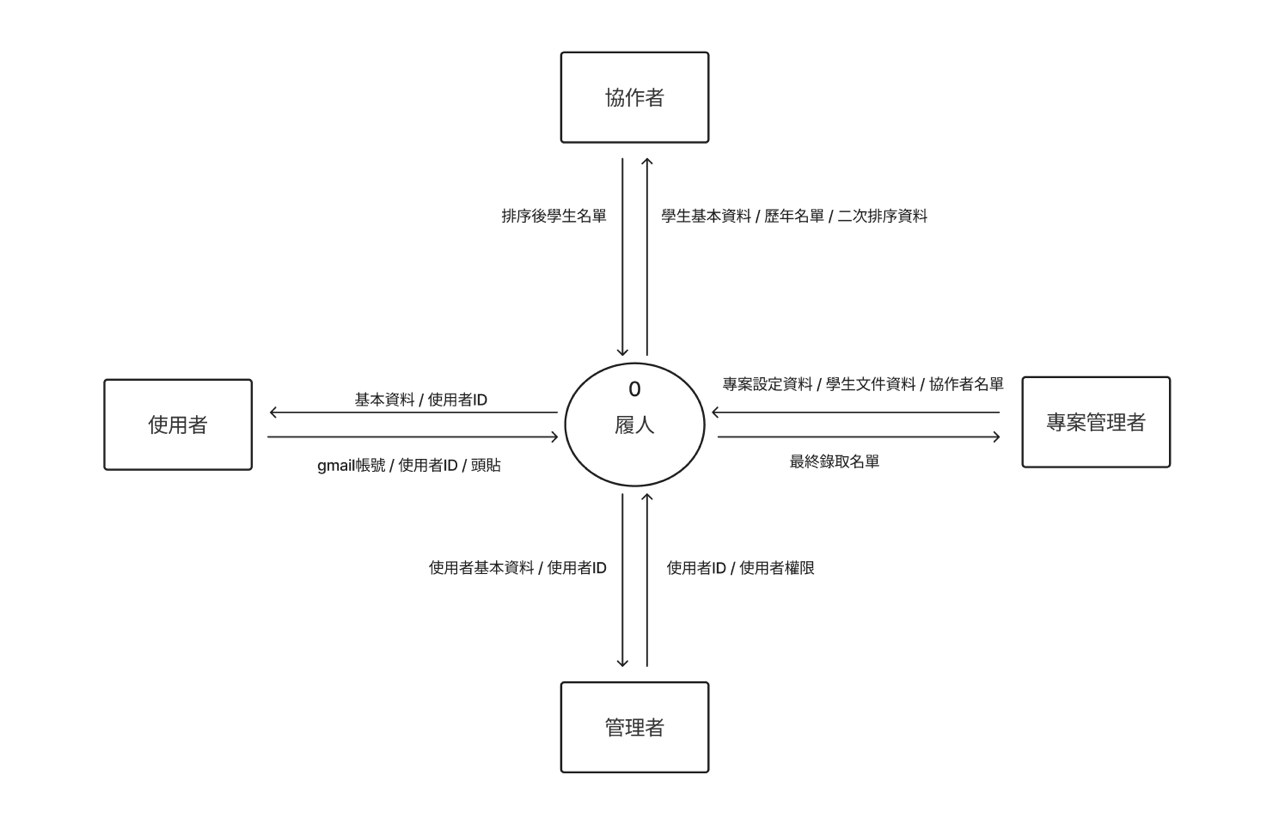 協作者
排序後學生名單
學生基本資料 / 歷年名單 / 二次排序資料
0
履人
專案設定資料 / 學生文件資料 / 協作者名單
基本資料 / 使用者ID
使用者
專案管理者
gmail帳號 / 使用者ID / 頭貼
最終錄取名單
使用者基本資料 / 使用者ID
使用者ID / 使用者權限
管理者